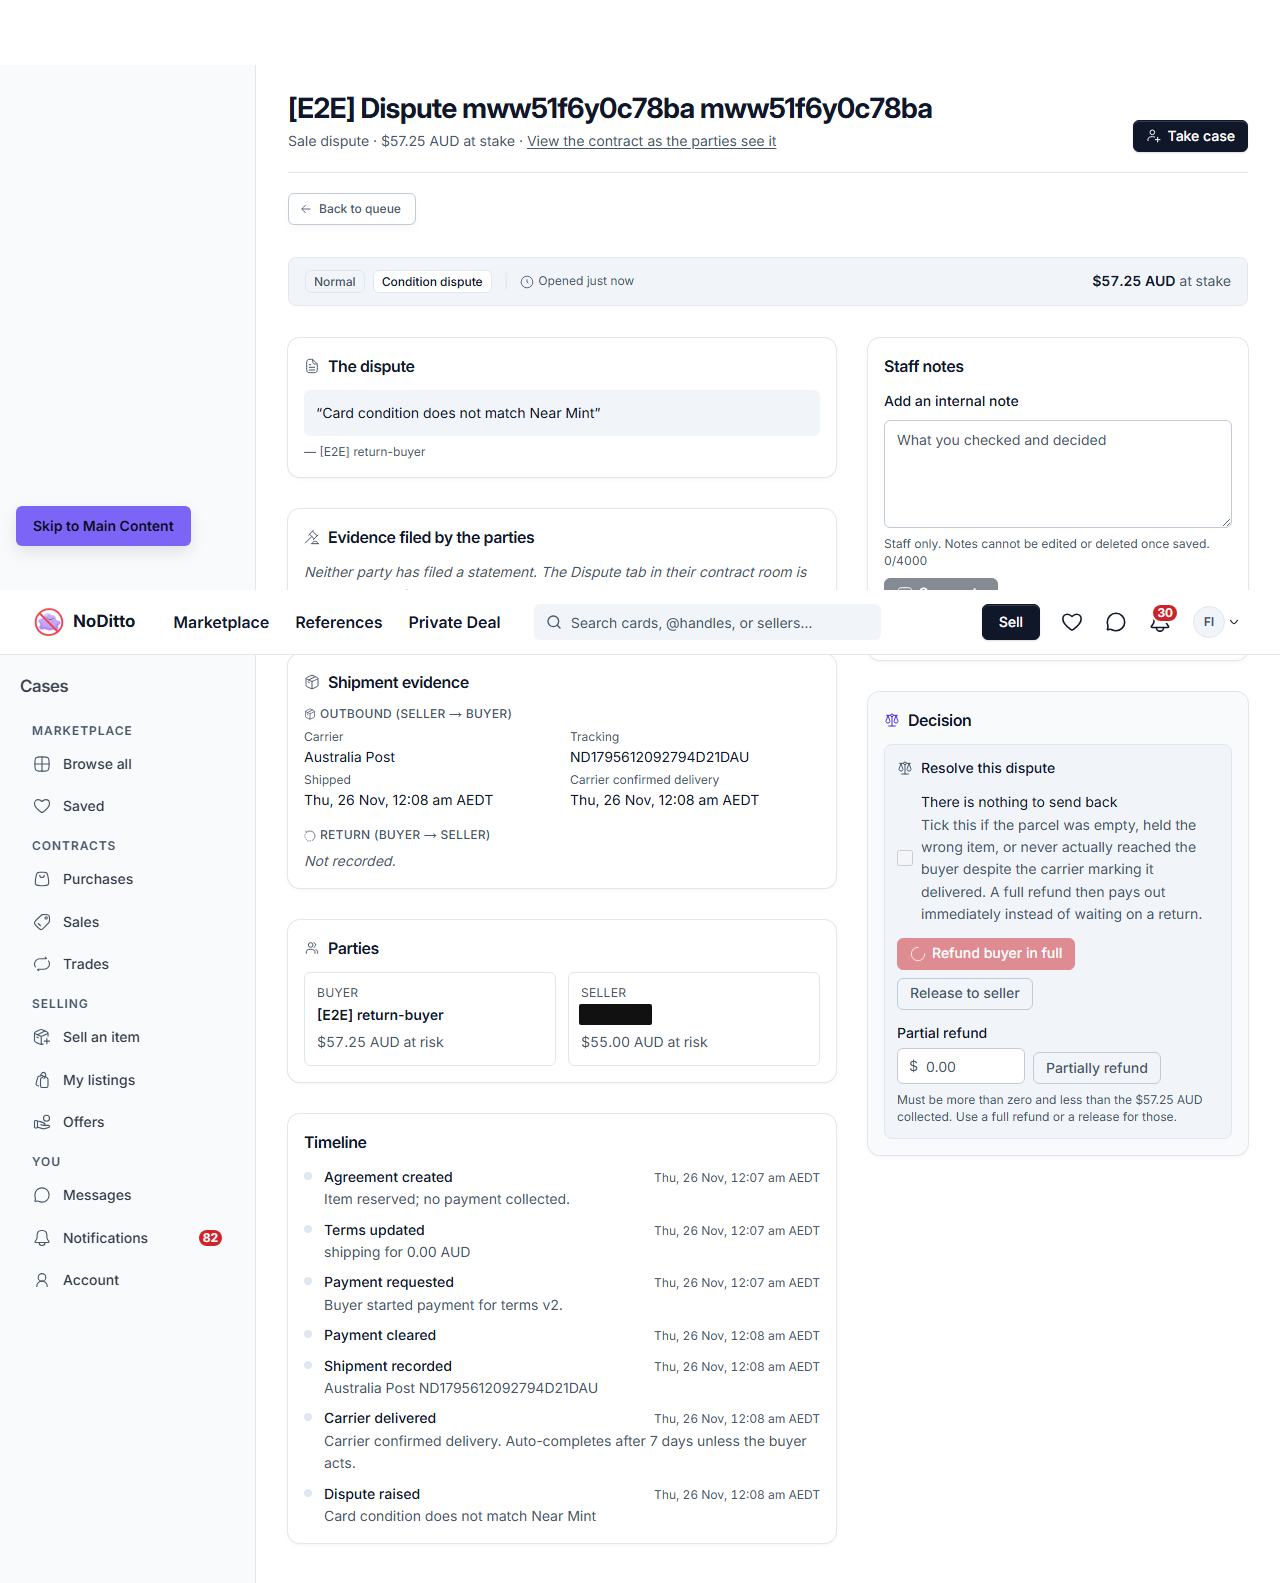 [E2E] Dispute mww51f6y0c78ba mww51f6y0c78ba
Sale dispute · $57.25 AUD at stake · View the contract as the parties see it
Take case
Back to queue
Normal
Condition dispute
Opened just now
$57.25 AUD at stake
The dispute
“Card condition does not match Near Mint”
— [E2E] return-buyer
Evidence filed by the parties
Neither party has filed a statement. The Dispute tab in their contract room is
Staff notes
Add an internal note
What you checked and decided
Staff only. Notes cannot be edited or deleted once saved.
0/4000
Skip to Main Content
NoDitto
Marketplace
References
Private Deal
Search cards, @handles, or sellers...
Sell
30
FI
Cases
MARKETPLACE
Browse all
Saved
CONTRACTS
Purchases
Sales
Trades
SELLING
Sell an item
My listings
Offers
YOU
Messages
Notifications
82
Account
Shipment evidence
OUTBOUND (SELLER → BUYER)
Carrier
Tracking
Australia Post
ND1795612092794D21DAU
Shipped
Carrier confirmed delivery
Thu, 26 Nov, 12:08 am AEDT
Thu, 26 Nov, 12:08 am AEDT
RETURN (BUYER → SELLER)
Not recorded.
Parties
BUYER
[E2E] return-buyer
$57.25 AUD at risk
SELLER
$55.00 AUD at risk
Timeline
Agreement created
Thu, 26 Nov, 12:07 am AEDT
Item reserved; no payment collected.
Terms updated
Thu, 26 Nov, 12:07 am AEDT
shipping for 0.00 AUD
Payment requested
Thu, 26 Nov, 12:07 am AEDT
Buyer started payment for terms v2.
Payment cleared
Thu, 26 Nov, 12:08 am AEDT
Shipment recorded
Thu, 26 Nov, 12:08 am AEDT
Australia Post ND1795612092794D21DAU
Carrier delivered
Thu, 26 Nov, 12:08 am AEDT
Carrier confirmed delivery. Auto-completes after 7 days unless the buyer
acts.
Dispute raised
Thu, 26 Nov, 12:08 am AEDT
Card condition does not match Near Mint
Decision
Resolve this dispute
There is nothing to send back
Tick this if the parcel was empty, held the
wrong item, or never actually reached the
buyer despite the carrier marking it
delivered. A full refund then pays out
immediately instead of waiting on a return.
Refund buyer in full
Release to seller
Partial refund
$ 0.00
Partially refund
Must be more than zero and less than the $57.25 AUD
collected. Use a full refund or a release for those.